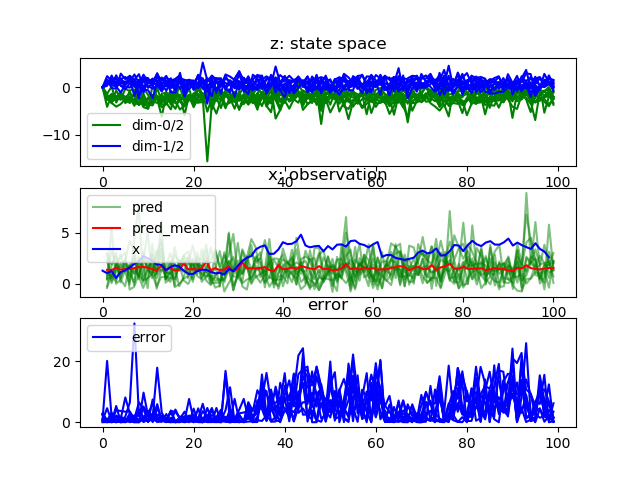 z: state space
0
−10
dim-0/2
dim-1/2
0 20 40 60 80 100
x: observation
5
0
pred
pred_mean
x
0 20 40 60 80 100
error
20
0
error
0 20 40 60 80 100